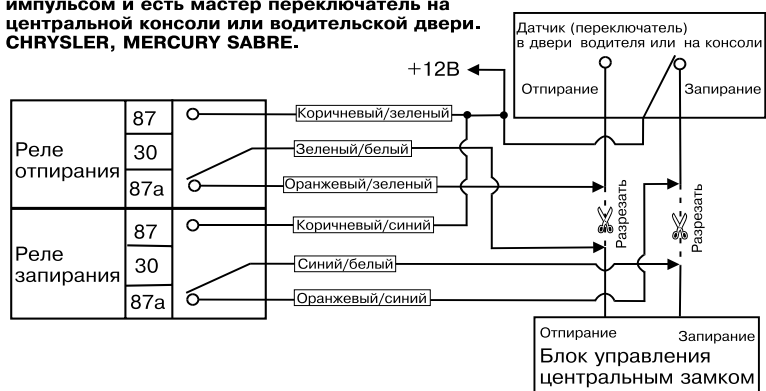 импульсом и есть мастер переключатель на
центральной консоли или водительской двери.
CHRYSLER, MERCURY SABRE.
Датчик (переключатель)
в двери водителя или на консоли
+12В
Отпирание
Запирание
Реле
отпирания
87
30
87а
Коричневый/зеленый
Зеленый/белый
Оранжевый/зеленый
Реле
запирания
87
30
87а
Коричневый/синий
Синий/белый
Оранжевый/синий
Разрезать
Разрезать
Отпирание
Запирание
Блок управления
центральным замком